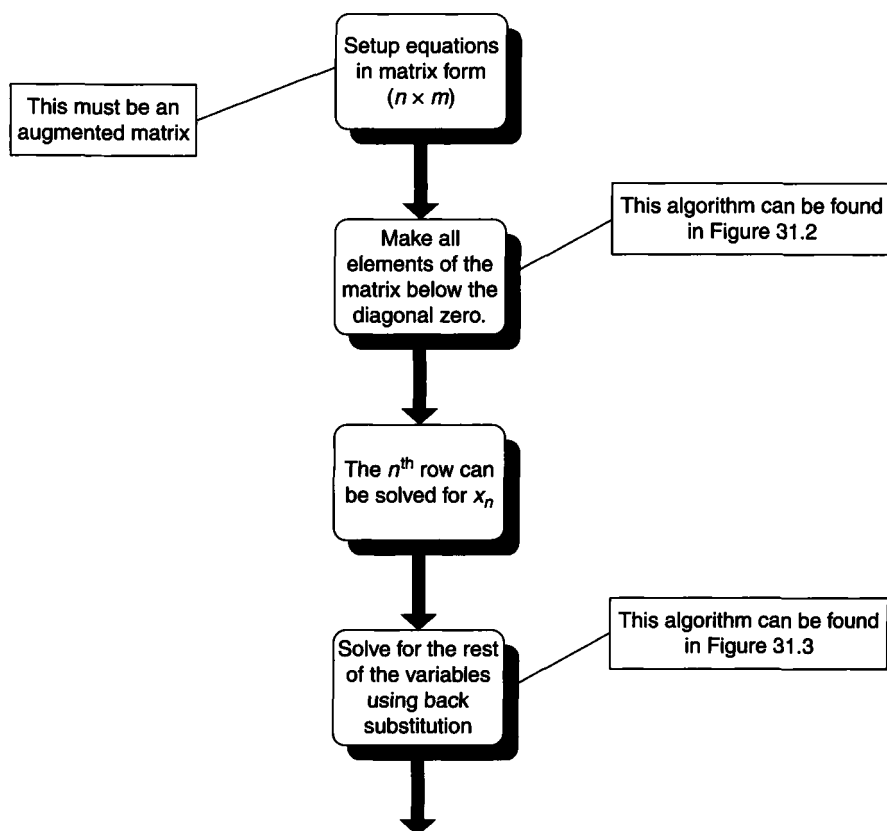 Setup equations
in matrix form
(n × m)
This must be an
augmented matrix
Make all
elements of the
matrix below the
diagonal zero.
This algorithm can be found
in Figure 31.2
The nth row can
be solved for xn
Solve for the rest
of the variables
using back
substitution
This algorithm can be found
in Figure 31.3